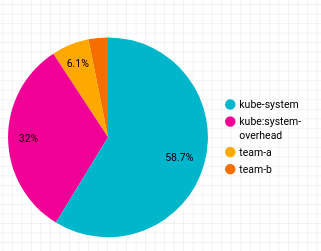 6.1%
32%
58.7%
kube-system
kube:system-
overhead
team-a
team-b